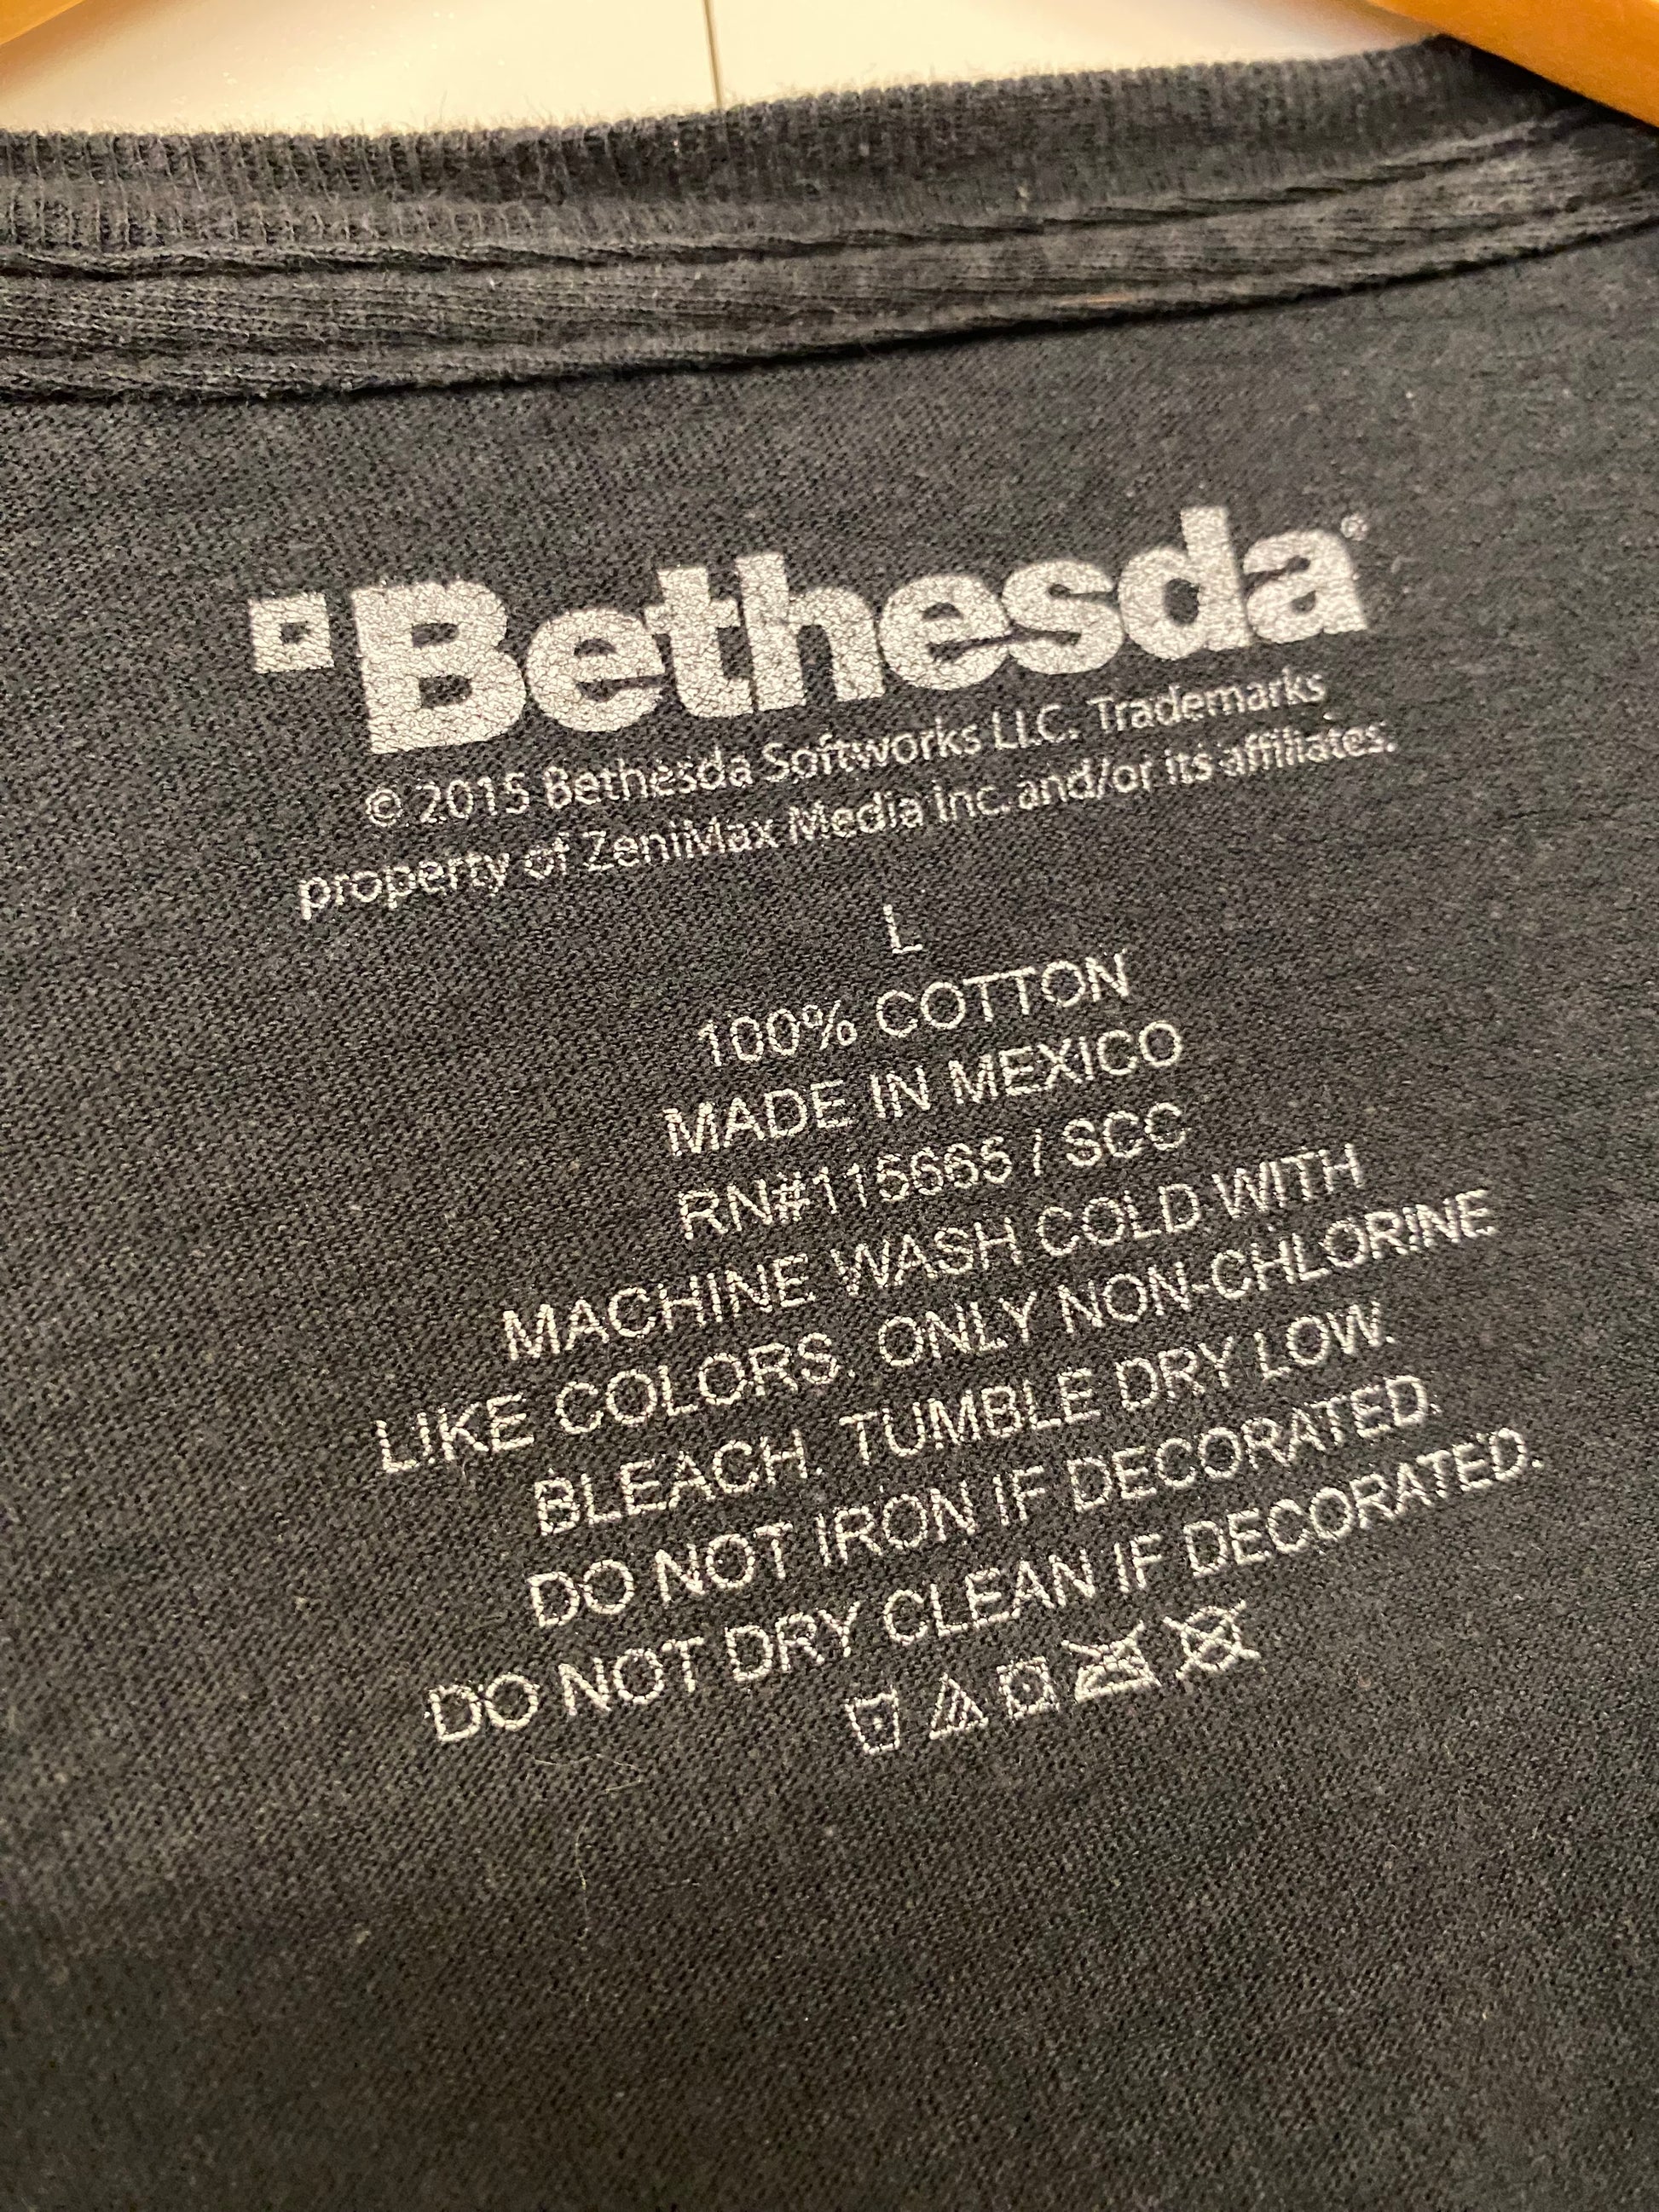 Bethesda®
© 2015 Bethesda Softworks LLC. Trademarks
property of ZeniMax Media Inc. and/or its affiliates.
L
100% COTTON
MADE IN MEXICO
RN#115665 / SCC
MACHINE WASH COLD WITH
LIKE COLORS. ONLY NON-CHLORINE
BLEACH. TUMBLE DRY LOW.
DO NOT IRON IF DECORATED.
DO NOT DRY CLEAN IF DECORATED.